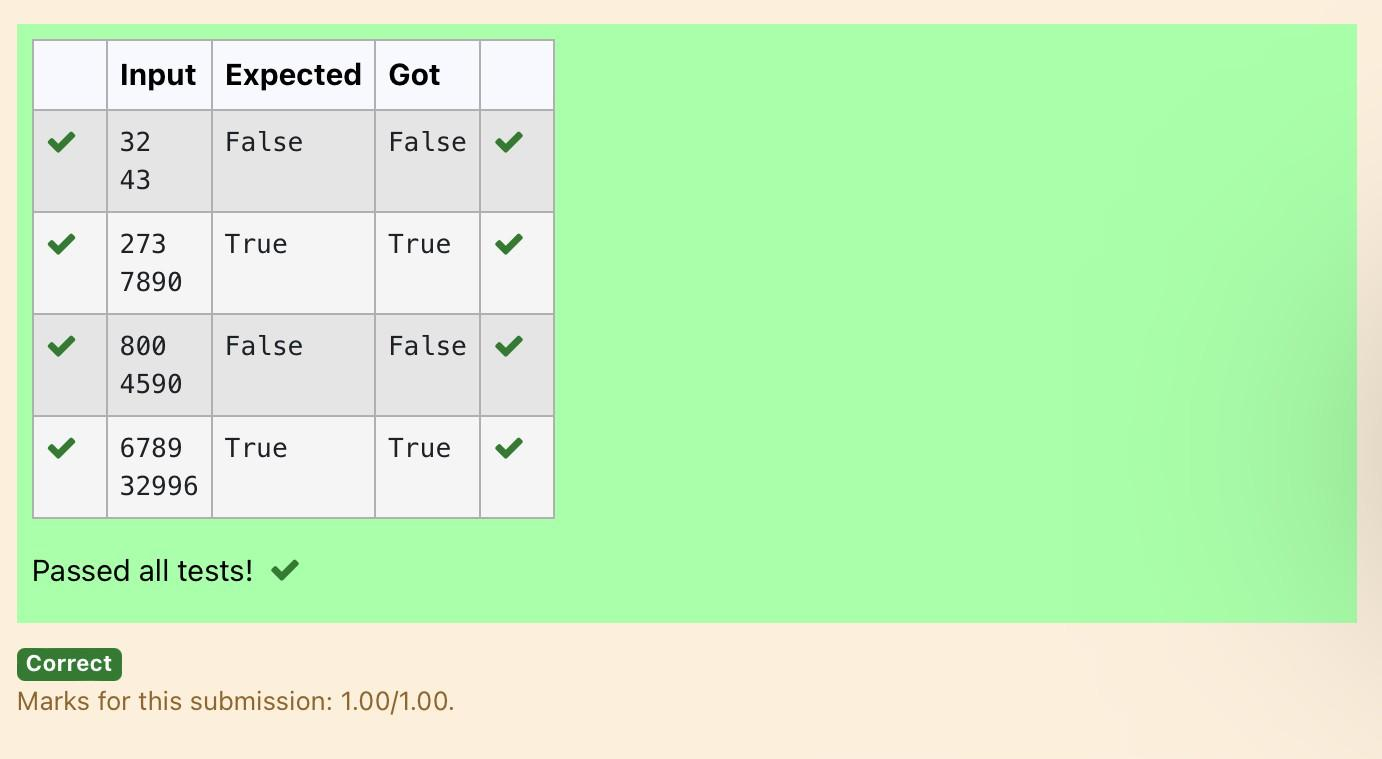 Input Expected Got
32 False False
43
273 True True
7890
800 False False
4590
6789 True True
32996
Passed all tests!
Correct
Marks for this submission: 1.00/1.00.